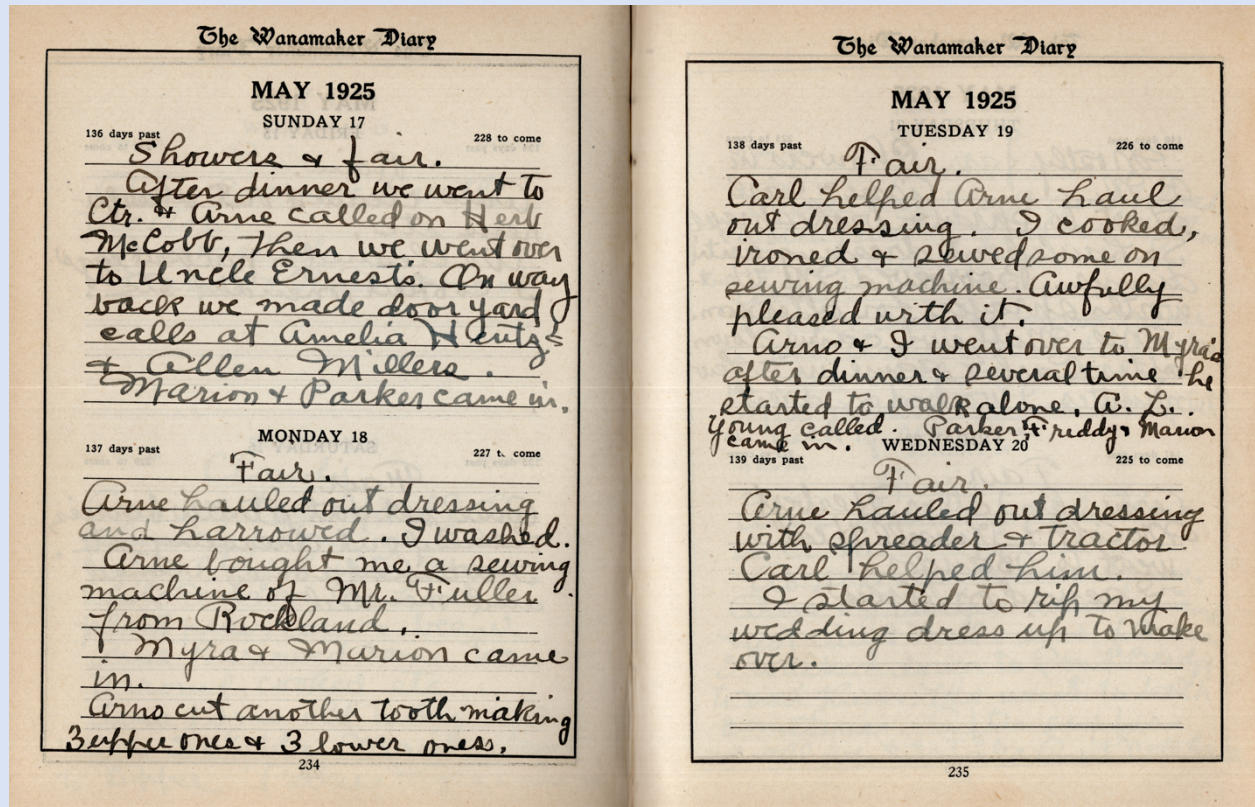 The Wanamaker Diary
MAY 1925
SUNDAY 17
136 days past 228 to come
Showers & fair.
After dinner we went to
Ctr. & Arne called on Herb
McCobb, then we went over
to Uncle Ernest's. On way
back we made door yard
calls at Amelia Hentz's
& Allen Millers.
Marion & Parker came in.
MONDAY 18
137 days past 227 t. come
Fair.
Arne hauled out dressing
and harrowed. I washed.
Arne bought me a sewing
machine of Mr. Fuller
from Rockland.
Myra & Marion came
in.
Arno cut another tooth making
3 upper ones & 3 lower ones.
234
The Wanamaker Diary
MAY 1925
TUESDAY 19
138 days past 226 to come
Fair.
Carl helped Arne haul
out dressing. I cooked,
ironed & sewed some on
sewing machine. Awfully
pleased with it.
Arno & I went over to Myra's
after dinner & several time he
started to walk alone. A. L.
Young called. Parker, Freddy & Marion
came in.
WEDNESDAY 20
139 days past 225 to come
Fair.
Arne hauled out dressing
with spreader & tractor
Carl helped him.
I started to rip my
wedding dress up to make
over.
235